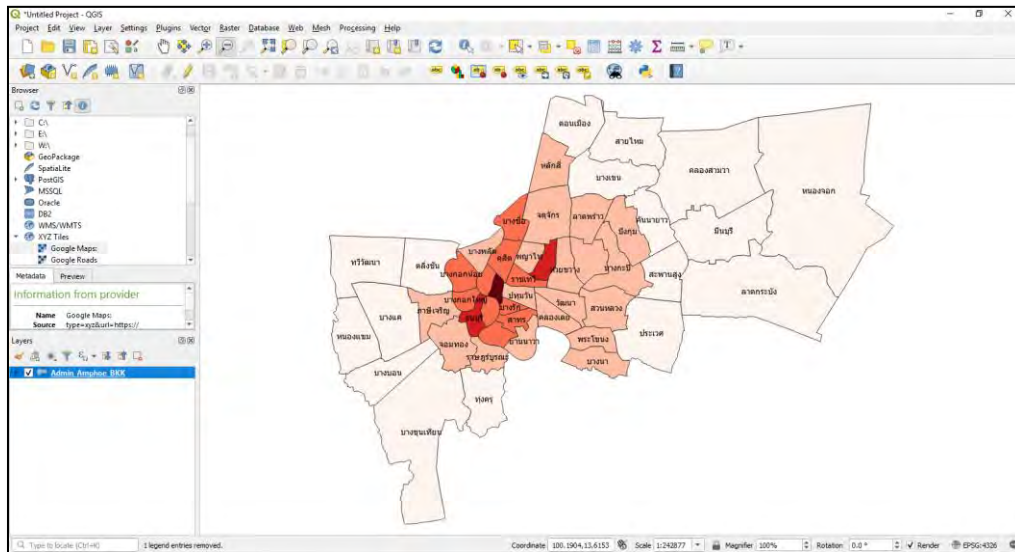 *Untitled Project - QGIS
Project Edit View Layer Settings Plugins Vector Raster Database Web Mesh Processing Help
Browser
C:\
E:\
W:\
GeoPackage
SpatiaLite
PostGIS
MSSQL
Oracle
DB2
WMS/WMTS
XYZ Tiles
Google Maps:
Google Roads
Metadata Preview
Information from provider
Name Google Maps:
Source type=xyz&url=https://
Layers
Admin_Amphoe_BKK
ดอนเมือง
สายไหม
หลักสี่
บางเขน
คลองสามวา
หนองจอก
บางซื่อ
จตุจักร
ลาดพร้าว
คันนายาว
บึงกุ่ม
มีนบุรี
ทวีวัฒนา
ตลิ่งชัน
บางพลัด
ดุสิต
พญาไท
ห้วยขวาง
บางกะปิ
สะพานสูง
บางกอกน้อย
ราชเทวี
ลาดกระบัง
บางแค
ภาษีเจริญ
บางกอกใหญ่
ปทุมวัน
วัฒนา
สวนหลวง
ธนบุรี
บางรัก
คลองเตย
สาทร
ประเวศ
หนองแขม
จอมทอง
บางนา
ยานนาวา
พระโขนง
ราษฎร์บูรณะ
บางบอน
ทุ่งครุ
บางขุนเทียน
Type to locate (Ctrl+K) 1 legend entries removed. Coordinate 100.1904,13.6153 Scale 1:242877 Magnifier 100% Rotation 0.0 ° Render EPSG:4326